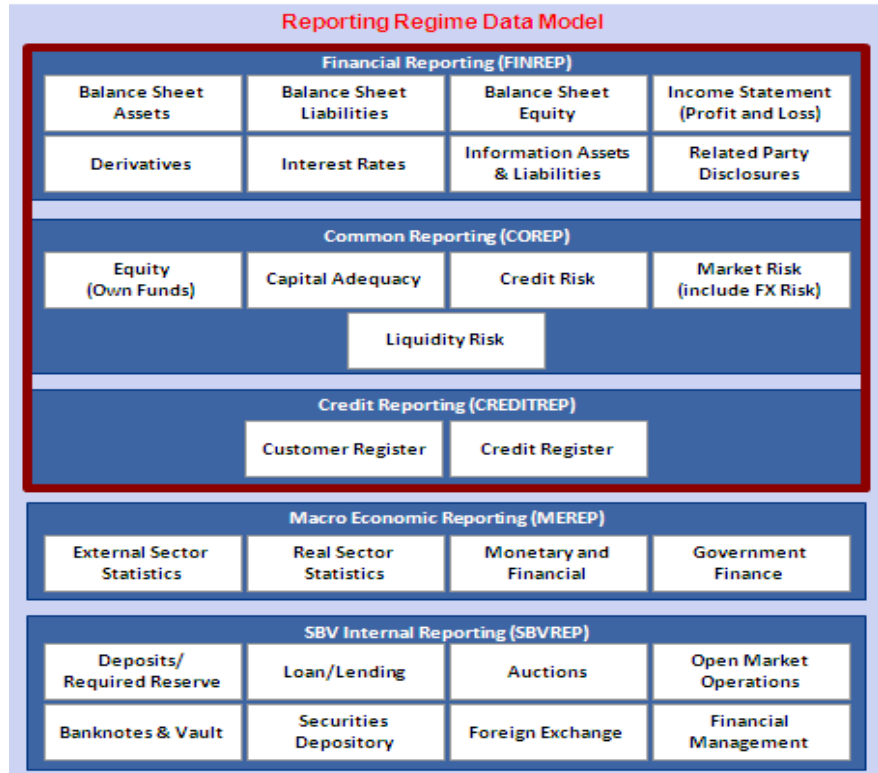 Reporting Regime Data Model
Financial Reporting (FINREP)
Balance Sheet
Assets
Balance Sheet
Liabilities
Balance Sheet
Equity
Income Statement
(Profit and Loss)
Derivatives
Interest Rates
Information Assets
& Liabilities
Related Party
Disclosures
Common Reporting (COREP)
Equity
(Own Funds)
Capital Adequacy
Credit Risk
Market Risk
(include FX Risk)
Liquidity Risk
Credit Reporting (CREDITREP)
Customer Register
Credit Register
Macro Economic Reporting (MEREP)
External Sector
Statistics
Real Sector
Statistics
Monetary and
Financial
Government
Finance
SBV Internal Reporting (SBVREP)
Deposits/
Required Reserve
Loan/Lending
Auctions
Open Market
Operations
Banknotes & Vault
Securities
Depository
Foreign Exchange
Financial
Management